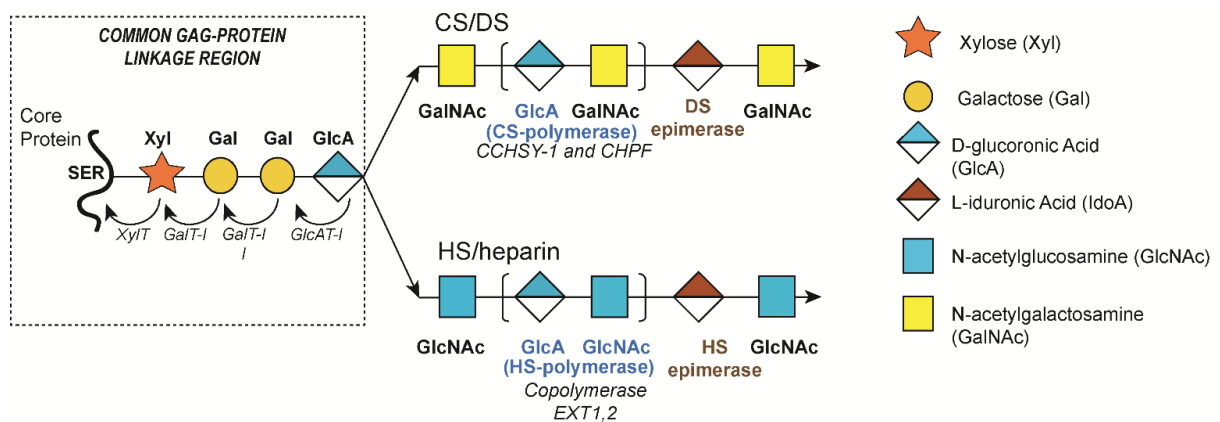 COMMON GAG-PROTEIN
LINKAGE REGION
Core
Protein
SER
Xyl
Gal
Gal
GlcA
XylT
GalT-I
GalT-I
I
GlcAT-I
CS/DS
GalNAc
GlcA
GalNAc
(CS-polymerase)
CCHSY-1 and CHPF
DS
epimerase
GalNAc
HS/heparin
GlcNAc
GlcA
GlcNAc
(HS-polymerase)
Copolymerase
EXT1,2
HS
epimerase
GlcNAc
Xylose (Xyl)
Galactose (Gal)
D-glucoronic Acid
(GlcA)
L-iduronic Acid (IdoA)
N-acetylglucosamine (GlcNAc)
N-acetylgalactosamine
(GalNAc)